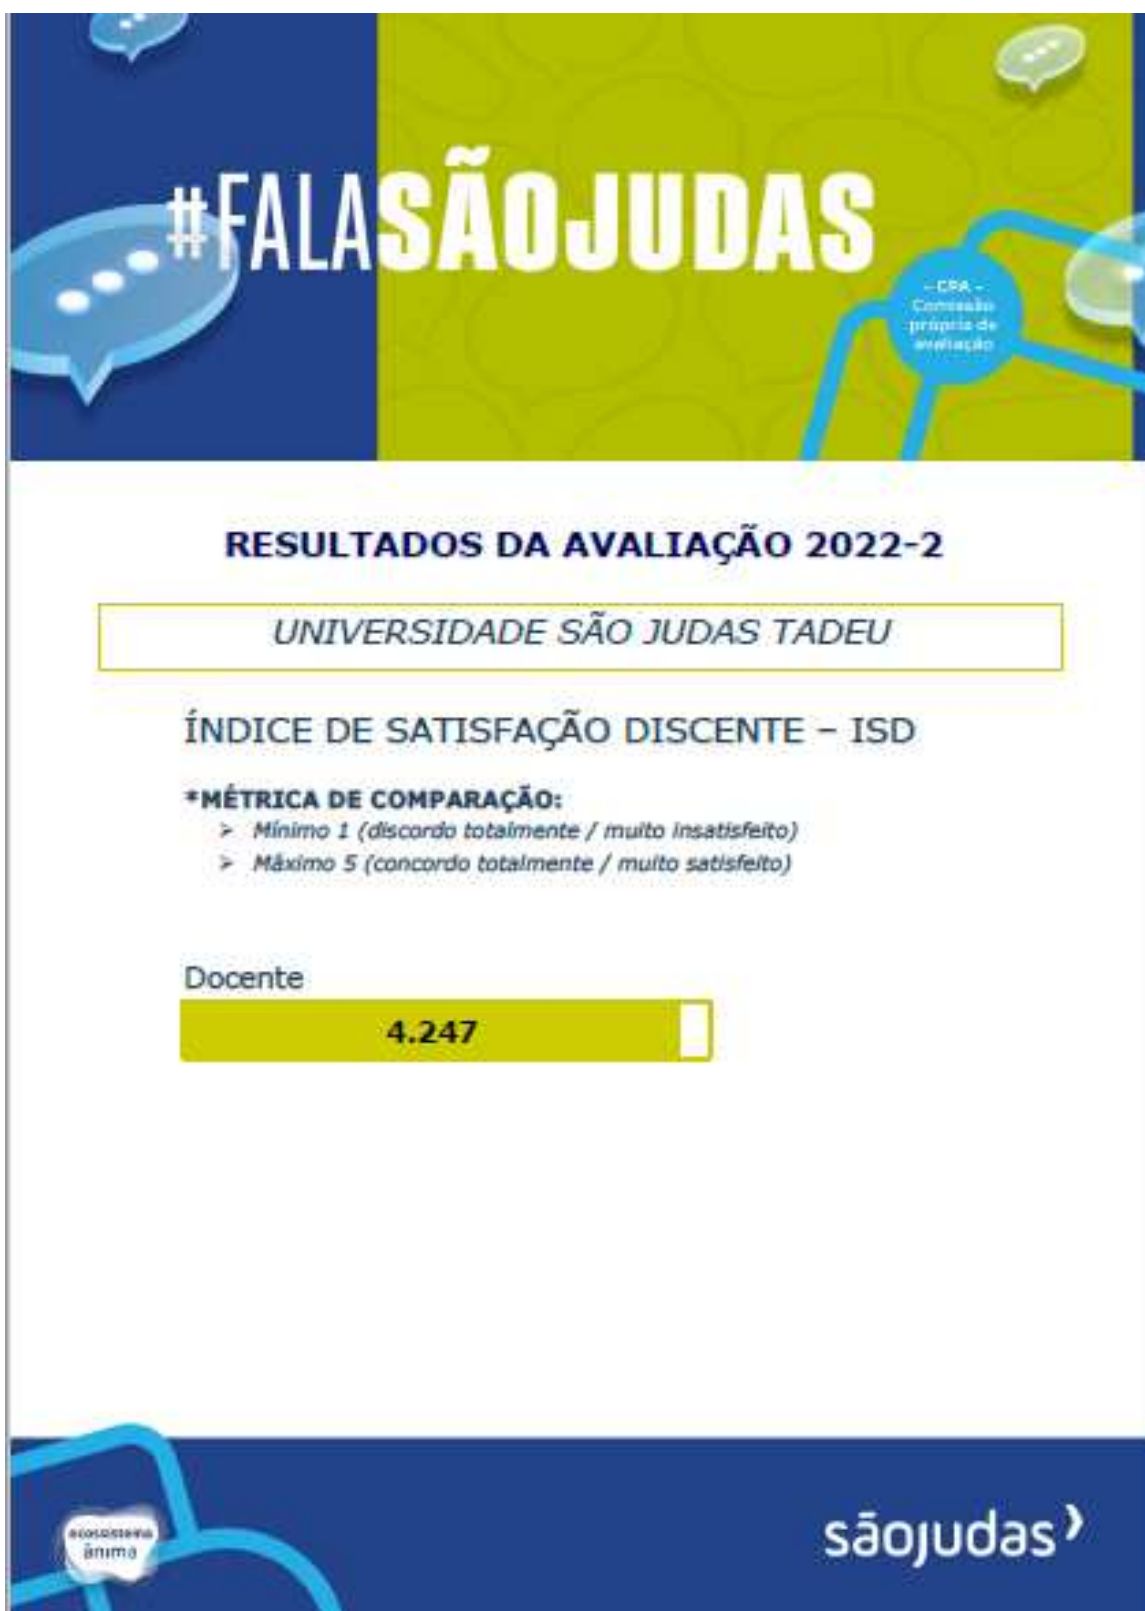 #FALASÃOJUDAS
- CPA -
Comissão
própria de
avaliação
RESULTADOS DA AVALIAÇÃO 2022-2
UNIVERSIDADE SÃO JUDAS TADEU
ÍNDICE DE SATISFAÇÃO DISCENTE – ISD
*MÉTRICA DE COMPARAÇÃO:
➢ Mínimo 1 (discordo totalmente / muito insatisfeito)
➢ Máximo 5 (concordo totalmente / muito satisfeito)
Docente
4.247
ecossistema
ânima
sãojudas